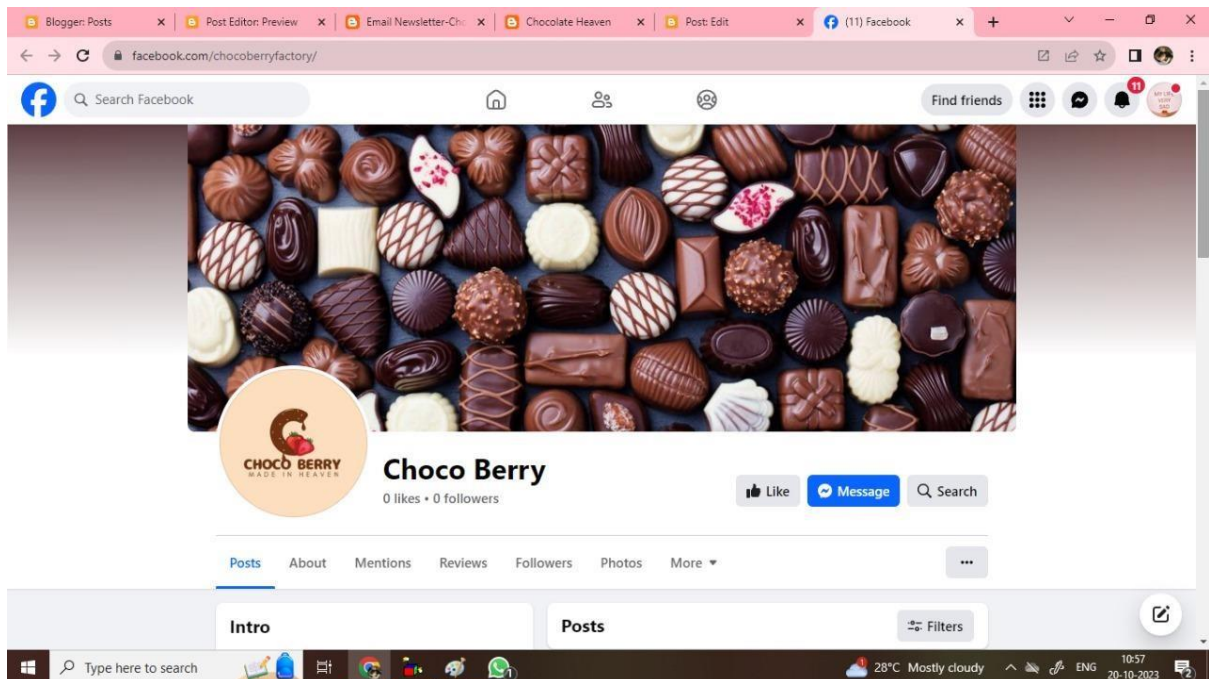 Blogger: Posts
Post Editor: Preview
Email Newsletter-Cho
Chocolate Heaven
Post: Edit
(11) Facebook
facebook.com/chocoberryfactory/
Search Facebook
Find friends
11
CHOCO BERRY
MADE IN HEAVEN
Choco Berry
0 likes • 0 followers
Like
Message
Search
Posts
About
Mentions
Reviews
Followers
Photos
More
Intro
Posts
Filters
Type here to search
28°C Mostly cloudy
ENG
10:57
20-10-2023
2